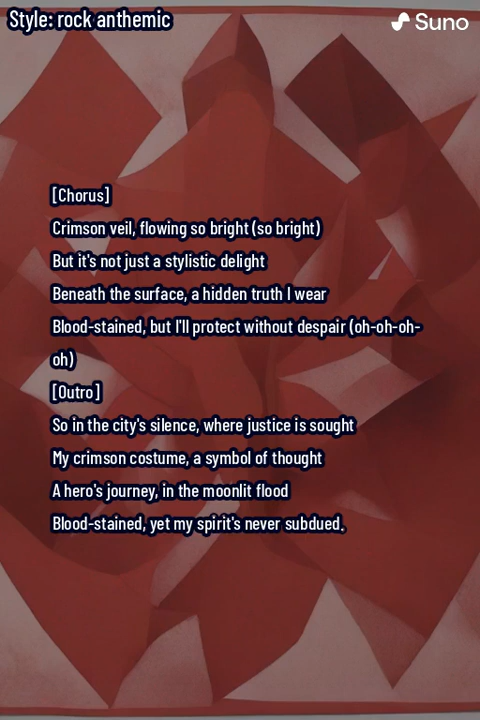 Style: rock anthemic
Suno
[Chorus]
Crimson veil, flowing so bright (so bright)
But it's not just a stylistic delight
Beneath the surface, a hidden truth I wear
Blood-stained, but I'll protect without despair (oh-oh-oh-
oh)
[Outro]
So in the city's silence, where justice is sought
My crimson costume, a symbol of thought
A hero's journey, in the moonlit flood
Blood-stained, yet my spirit's never subdued.